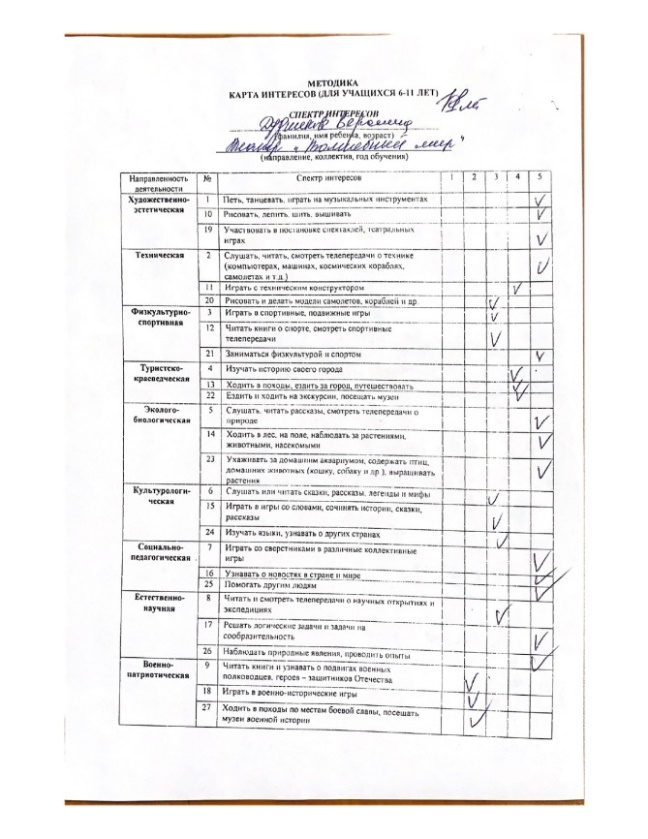 МЕТОДИКА
КАРТА ИНТЕРЕСОВ (ДЛЯ УЧАЩИХСЯ 6-11 ЛЕТ)
СПЕКТР ИНТЕРЕСОВ
(фамилия, имя ребенка, возраст)
"Волшебный мир"
(направление, коллектив, год обучения)
Направленность деятельности № Спектр интересов 1 2 3 4 5
Художественно-эстетическая 1 Петь, танцевать, играть на музыкальных инструментах
10 Рисовать, лепить, шить, вышивать
19 Участвовать в постановке спектаклей, театральных
играх
Техническая 2 Слушать, читать, смотреть телепередачи о технике
(компьютерах, машинах, космических кораблях,
самолетах и т.д.)
11 Играть с техническим конструктором
20 Рисовать и делать модели самолетов, кораблей и др.
Физкультурно-спортивная 3 Играть в спортивные, подвижные игры
12 Читать книги о спорте, смотреть спортивные
телепередачи
21 Заниматься физкультурой и спортом
Туристско-краеведческая 4 Изучать историю своего города
13 Ходить в походы, ездить за город, путешествовать
22 Ездить и ходить на экскурсии, посещать музеи
Эколого-биологическая 5 Слушать, читать рассказы, смотреть телепередачи о
природе
14 Ходить в лес, на поле, наблюдать за растениями,
животными, насекомыми
23 Ухаживать за домашним аквариумом, содержать птиц,
домашних животных (кошку, собаку и др.), выращивать
растения
Культурологи-ческая 6 Слушать или читать сказки, рассказы, легенды и мифы
15 Играть в игры со словами, сочинять истории, сказки,
рассказы
24 Изучать языки, узнавать о других странах
Социально-педагогическая 7 Играть со сверстниками в различные коллективные
игры
16 Узнавать о новостях в стране и мире
25 Помогать другим людям
Естественно-научная 8 Читать и смотреть телепередачи о научных открытиях и
экспедициях
17 Решать логические задачи и задачи на
сообразительность
26 Наблюдать природные явления, проводить опыты
Военно-патриотическая 9 Читать книги и узнавать о подвигах военных
полководцев, героев – защитников Отечества
18 Играть в военно-исторические игры
27 Ходить в походы по местам боевой славы, посещать
музеи военной истории